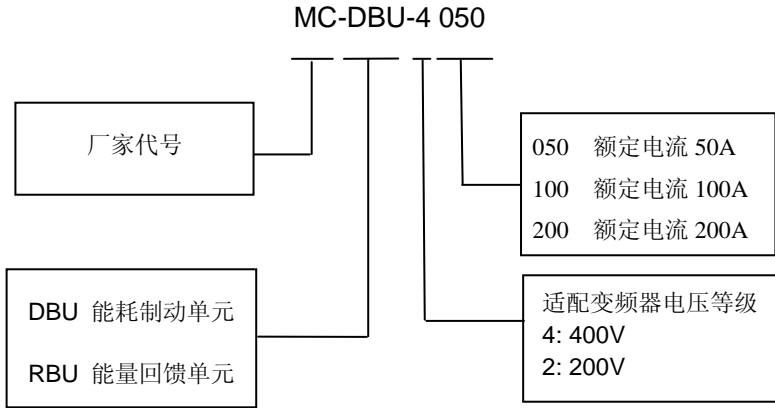 MC-DBU-4 050
厂家代号
050 额定电流 50A
100 额定电流 100A
200 额定电流 200A
DBU 能耗制动单元
RBU 能量回馈单元
适配变频器电压等级
4: 400V
2: 200V